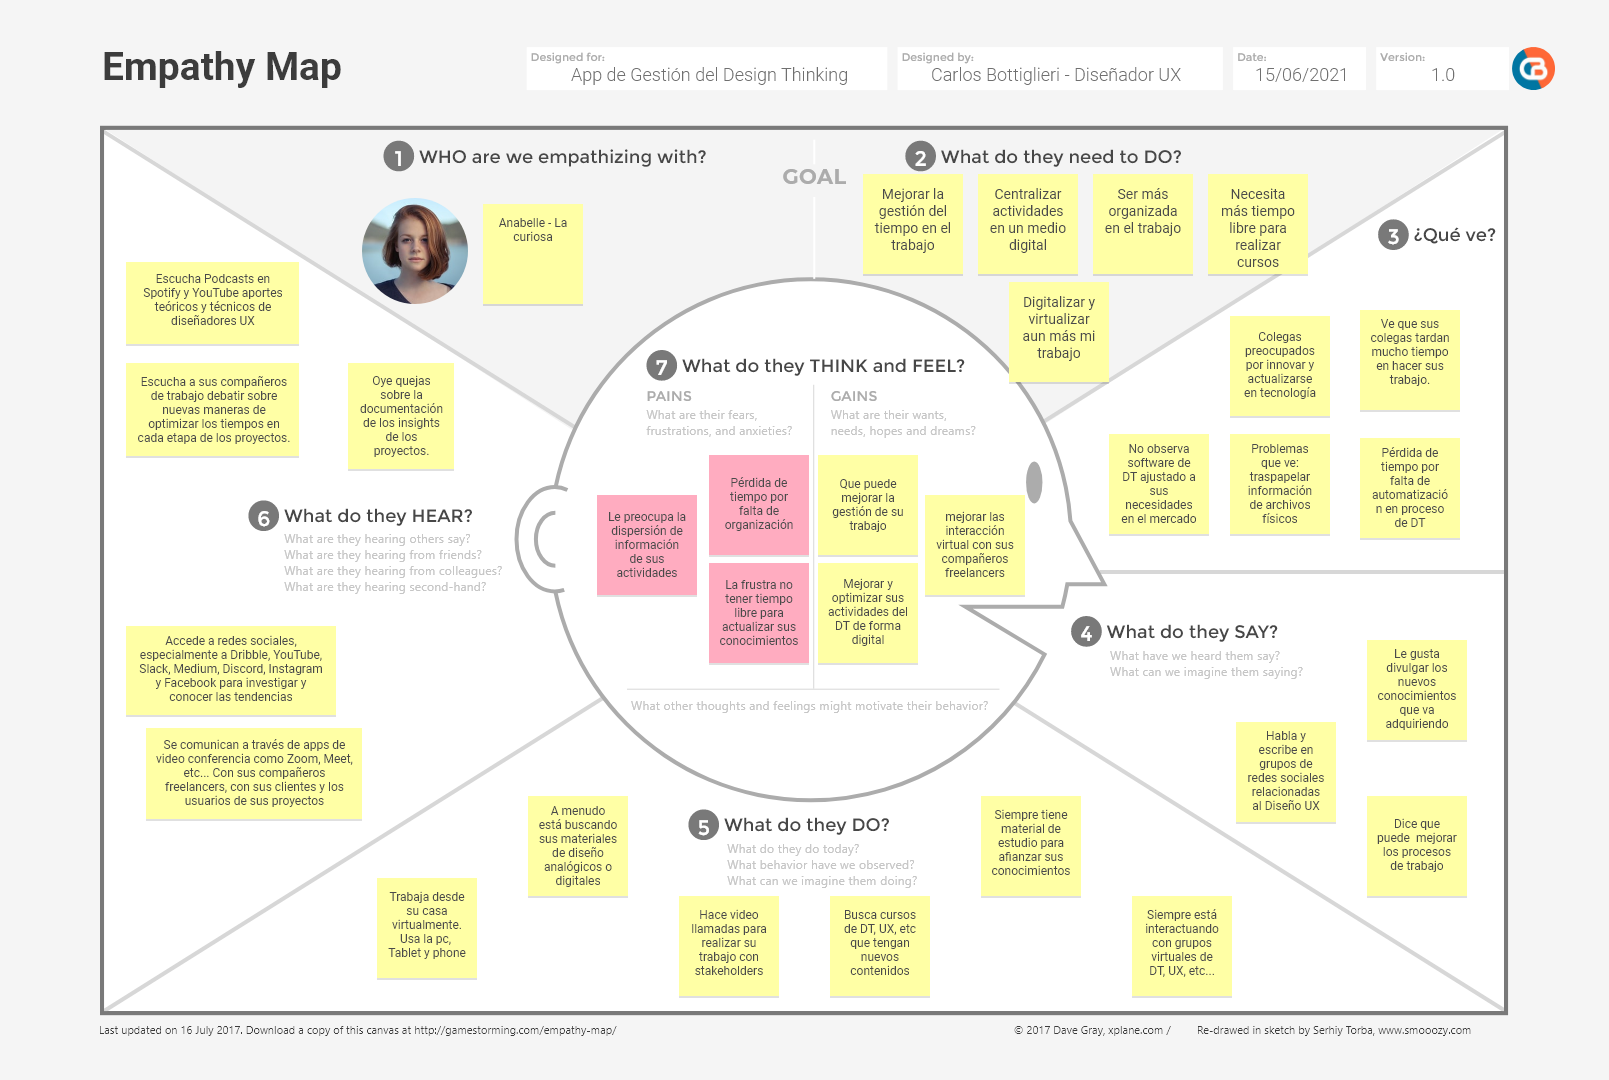 Empathy Map
Designed for:
App de Gestión del Design Thinking
Designed by:
Carlos Bottiglieri - Diseñador UX
Date:
15/06/2021
Version:
1.0
CB
1 WHO are we empathizing with?
Anabelle - La
curiosa
GOAL
2 What do they need to DO?
Mejorar la
gestión del
tiempo en el
trabajo
Centralizar
actividades
en un medio
digital
Ser más
organizada
en el trabajo
Necesita
más tiempo
libre para
realizar
cursos
Digitalizar y
virtualizar
aun más mi
trabajo
3 ¿Qué ve?
Colegas
preocupados
por innovar y
actualizarse
en tecnología
Ve que sus
colegas tardan
mucho tiempo
en hacer sus
trabajo.
No observa
software de
DT ajustado a
sus
necesidades
en el mercado
Problemas
que ve:
traspapelar
información
de archivos
físicos
Pérdida de
tiempo por
falta de
automatizació
n en proceso
de DT
4 What do they SAY?
What have we heard them say?
What can we imagine them saying?
Le gusta
divulgar los
nuevos
conocimientos
que va
adquiriendo
Habla y
escribe en
grupos de
redes sociales
relacionadas
al Diseño UX
Dice que
puede mejorar
los procesos
de trabajo
5 What do they DO?
What do they do today?
What behavior have we observed?
What can we imagine them doing?
A menudo
está buscando
sus materiales
de diseño
analógicos o
digitales
Trabaja desde
su casa
virtualmente.
Usa la pc,
Tablet y phone
Hace video
llamadas para
realizar su
trabajo con
stakeholders
Busca cursos
de DT, UX, etc
que tengan
nuevos
contenidos
Siempre tiene
material de
estudio para
afianzar sus
conocimientos
Siempre está
interactuando
con grupos
virtuales de
DT, UX, etc...
6 What do they HEAR?
What are they hearing others say?
What are they hearing from friends?
What are they hearing from colleagues?
What are they hearing second-hand?
Escucha Podcasts en
Spotify y YouTube aportes
teóricos y técnicos de
diseñadores UX
Escucha a sus compañeros
de trabajo debatir sobre
nuevas maneras de
optimizar los tiempos en
cada etapa de los proyectos.
Oye quejas
sobre la
documentación
de los insights
de los
proyectos.
Accede a redes sociales,
especialmente a Dribble, YouTube,
Slack, Medium, Discord, Instagram
y Facebook para investigar y
conocer las tendencias
Se comunican a través de apps de
video conferencia como Zoom, Meet,
etc... Con sus compañeros
freelancers, con sus clientes y los
usuarios de sus proyectos
7 What do they THINK and FEEL?
PAINS
What are their fears,
frustrations, and anxieties?
GAINS
What are their wants,
needs, hopes and dreams?
Le preocupa la
dispersión de
información
de sus
actividades
Pérdida de
tiempo por
falta de
organización
La frustra no
tener tiempo
libre para
actualizar sus
conocimientos
Que puede
mejorar la
gestión de su
trabajo
mejorar las
interacción
virtual con sus
compañeros
freelancers
Mejorar y
optimizar sus
actividades del
DT de forma
digital
What other thoughts and feelings might motivate their behavior?
Last updated on 16 July 2017. Download a copy of this canvas at http://gamestorming.com/empathy-map/
© 2017 Dave Gray, xplane.com /
Re-drawed in sketch by Serhiy Torba, www.smooozy.com